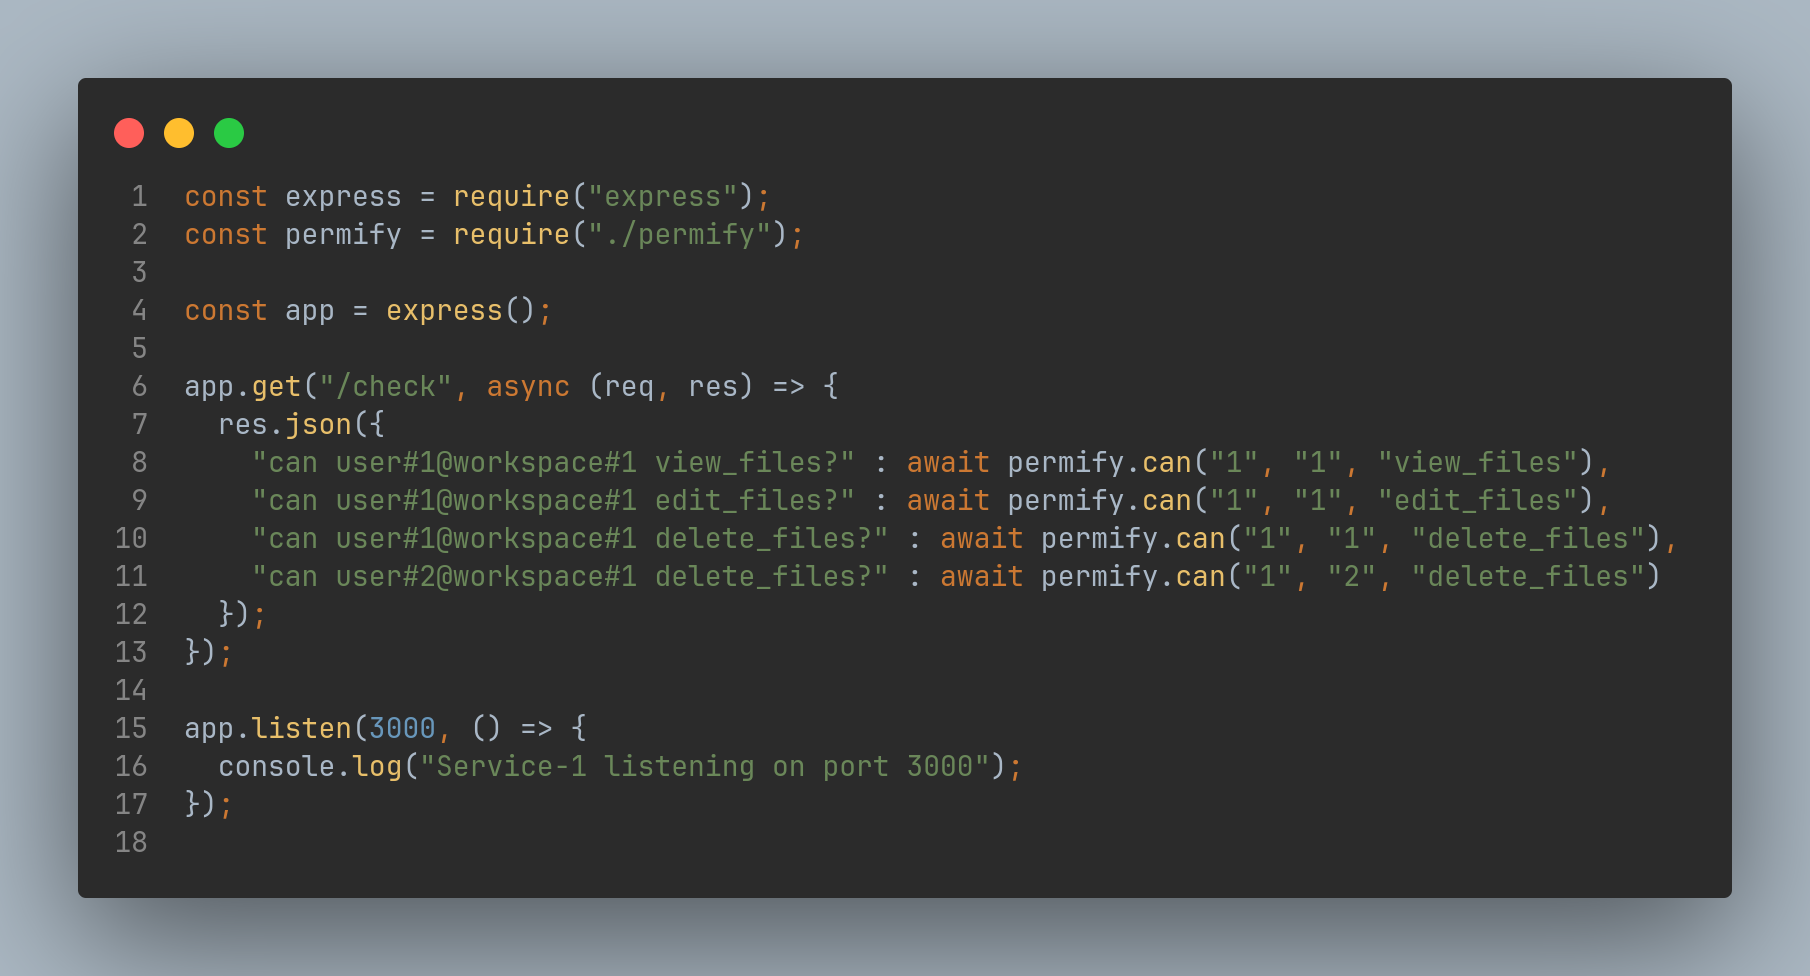 1 const express = require("express");
2 const permify = require("./permify");
3
4 const app = express();
5
6 app.get("/check", async (req, res) => {
7   res.json({
8     "can user#1@workspace#1 view_files?" : await permify.can("1", "1", "view_files"),
9     "can user#1@workspace#1 edit_files?" : await permify.can("1", "1", "edit_files"),
10     "can user#1@workspace#1 delete_files?" : await permify.can("1", "1", "delete_files"),
11     "can user#2@workspace#1 delete_files?" : await permify.can("1", "2", "delete_files")
12   });
13 });
14
15 app.listen(3000, () => {
16   console.log("Service-1 listening on port 3000");
17 });
18